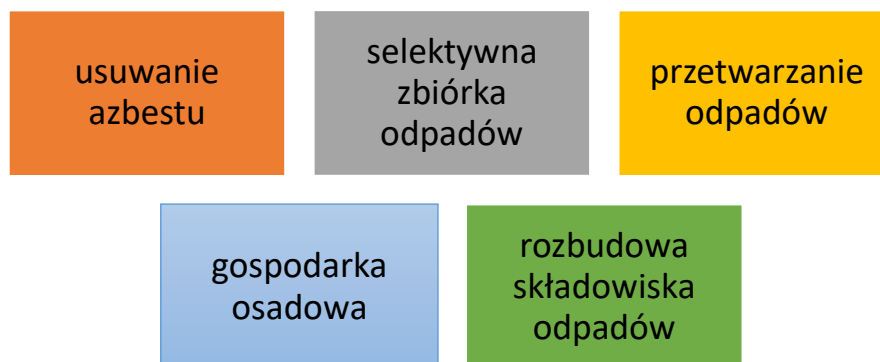 usuwanie
azbestu
selektywna
zbiórka
odpadów
przetwarzanie
odpadów
gospodarka
osadowa
rozbudowa
składowiska
odpadów